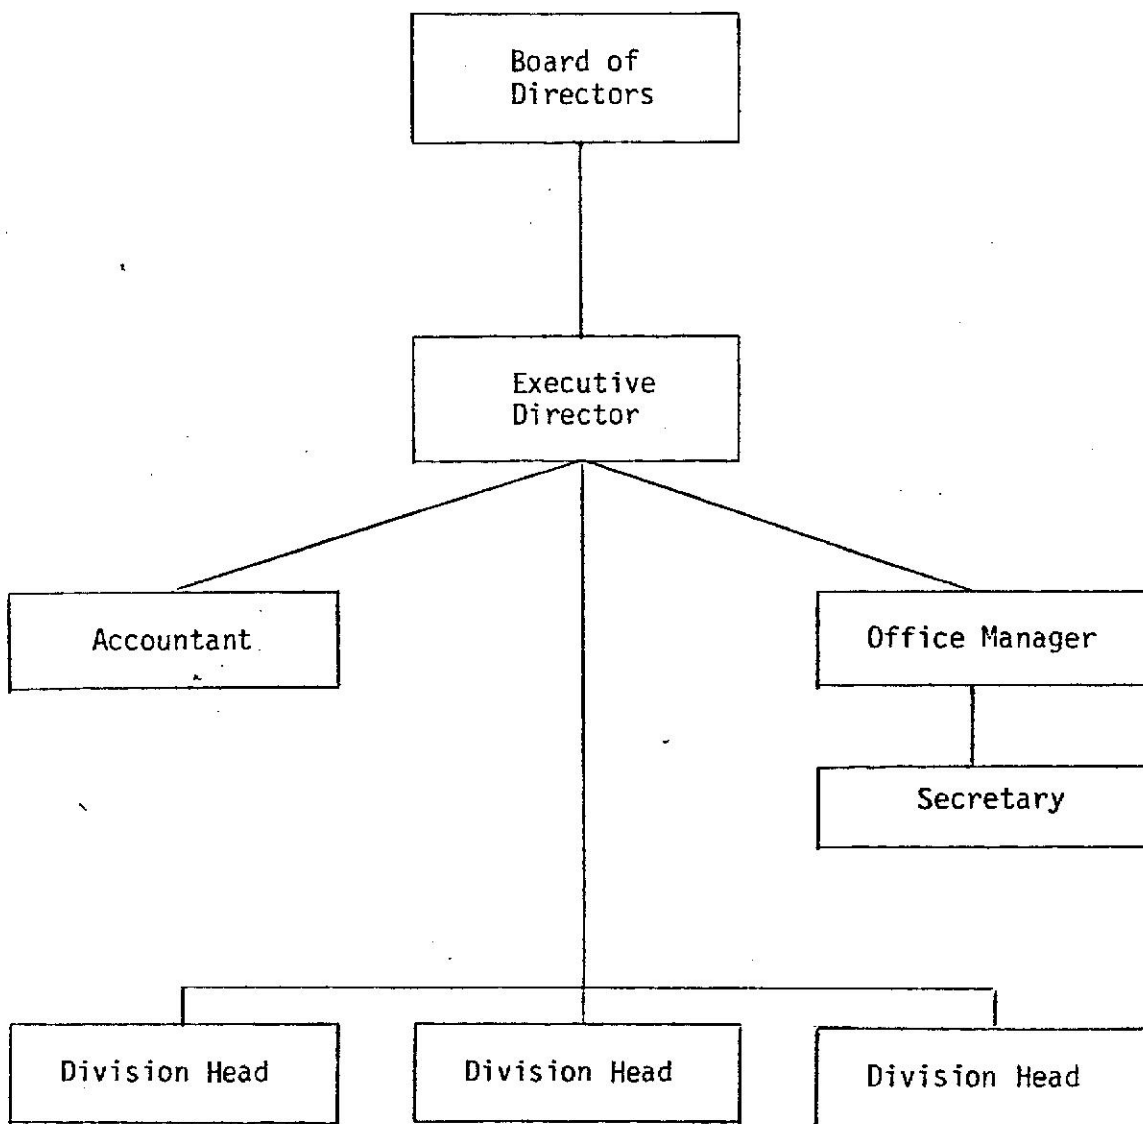 Board of
Directors
Executive
Director
Accountant
Office Manager
Secretary
Division Head
Division Head
Division Head